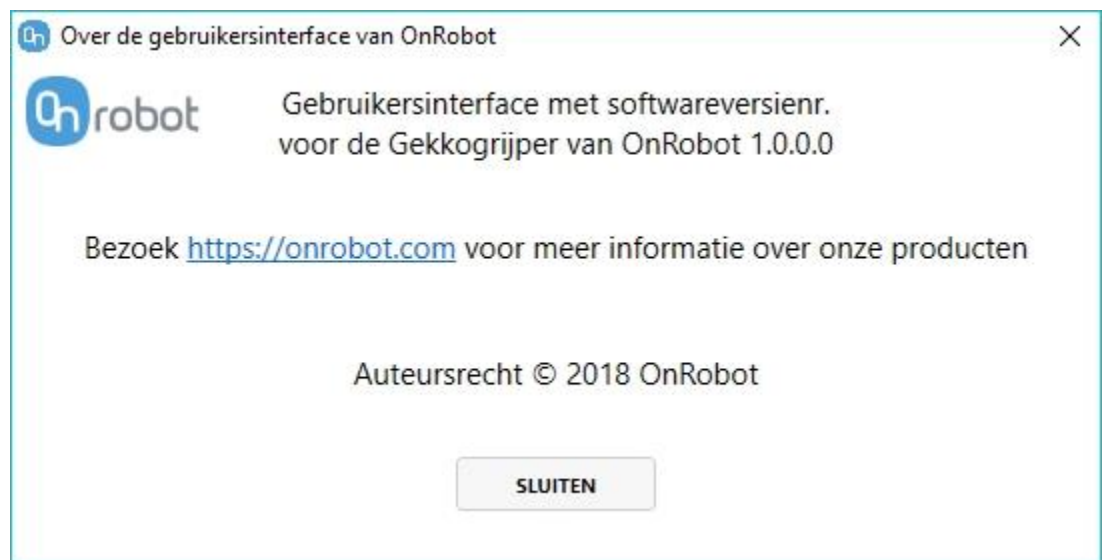 Over de gebruikersinterface van OnRobot
On robot
Gebruikersinterface met softwareversienr.
voor de Gekkogrijper van OnRobot 1.0.0.0
Bezoek https://onrobot.com voor meer informatie over onze producten
Auteursrecht © 2018 OnRobot
SLUITEN